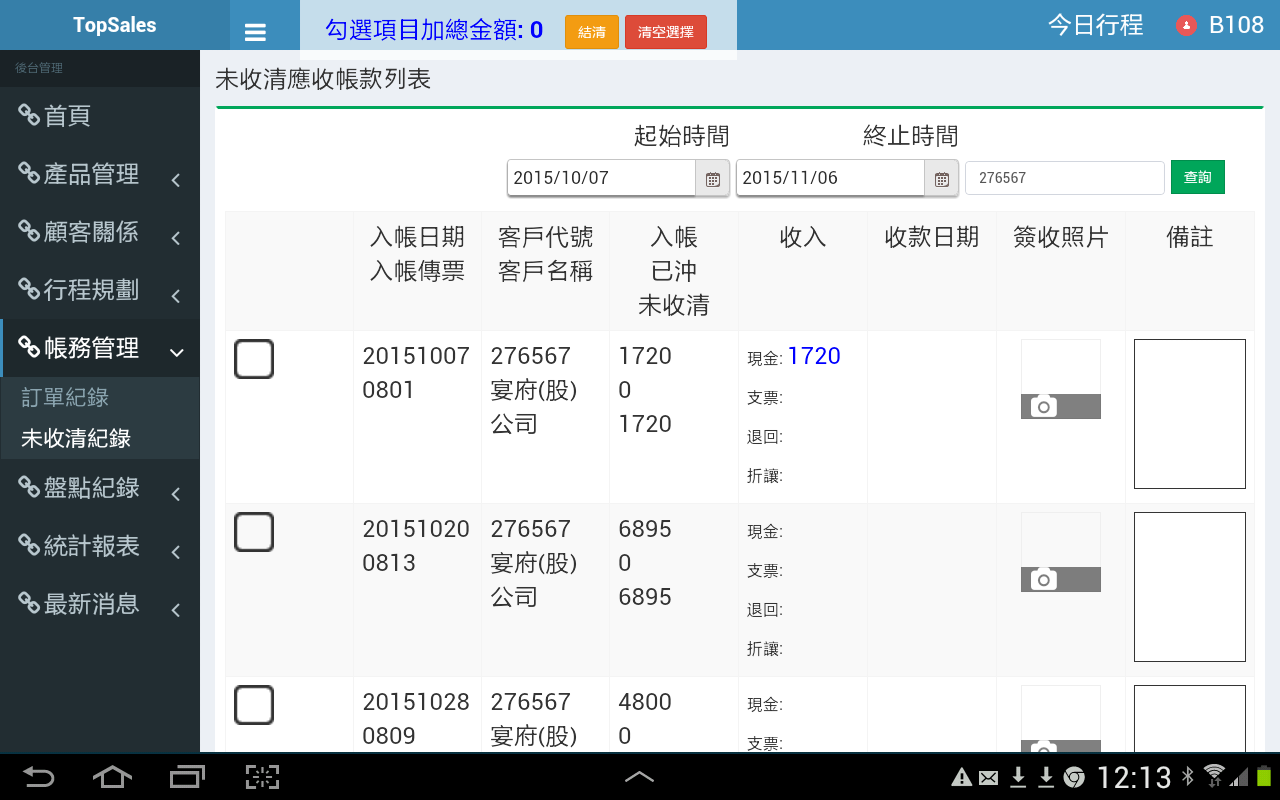 TopSales
勾選項目加總金額: 0
結清
清空選擇
今日行程
B108
後台管理
首頁
產品管理
顧客關係
行程規劃
帳務管理
訂單紀錄
未收清紀錄
盤點紀錄
統計報表
最新消息
未收清應收帳款列表
起始時間
終止時間
2015/10/07
2015/11/06
276567
查詢
入帳日期
入帳傳票
客戶代號
客戶名稱
入帳
已沖
未收清
收入
收款日期
簽收照片
備註
20151007
0801
276567
宴府(股)
公司
1720
0
1720
現金: 1720
支票:
退回:
折讓:
20151020
0813
276567
宴府(股)
公司
6895
0
6895
現金:
支票:
退回:
折讓:
20151028
0809
276567
宴府(股)
4800
0
現金:
支票:
12:13